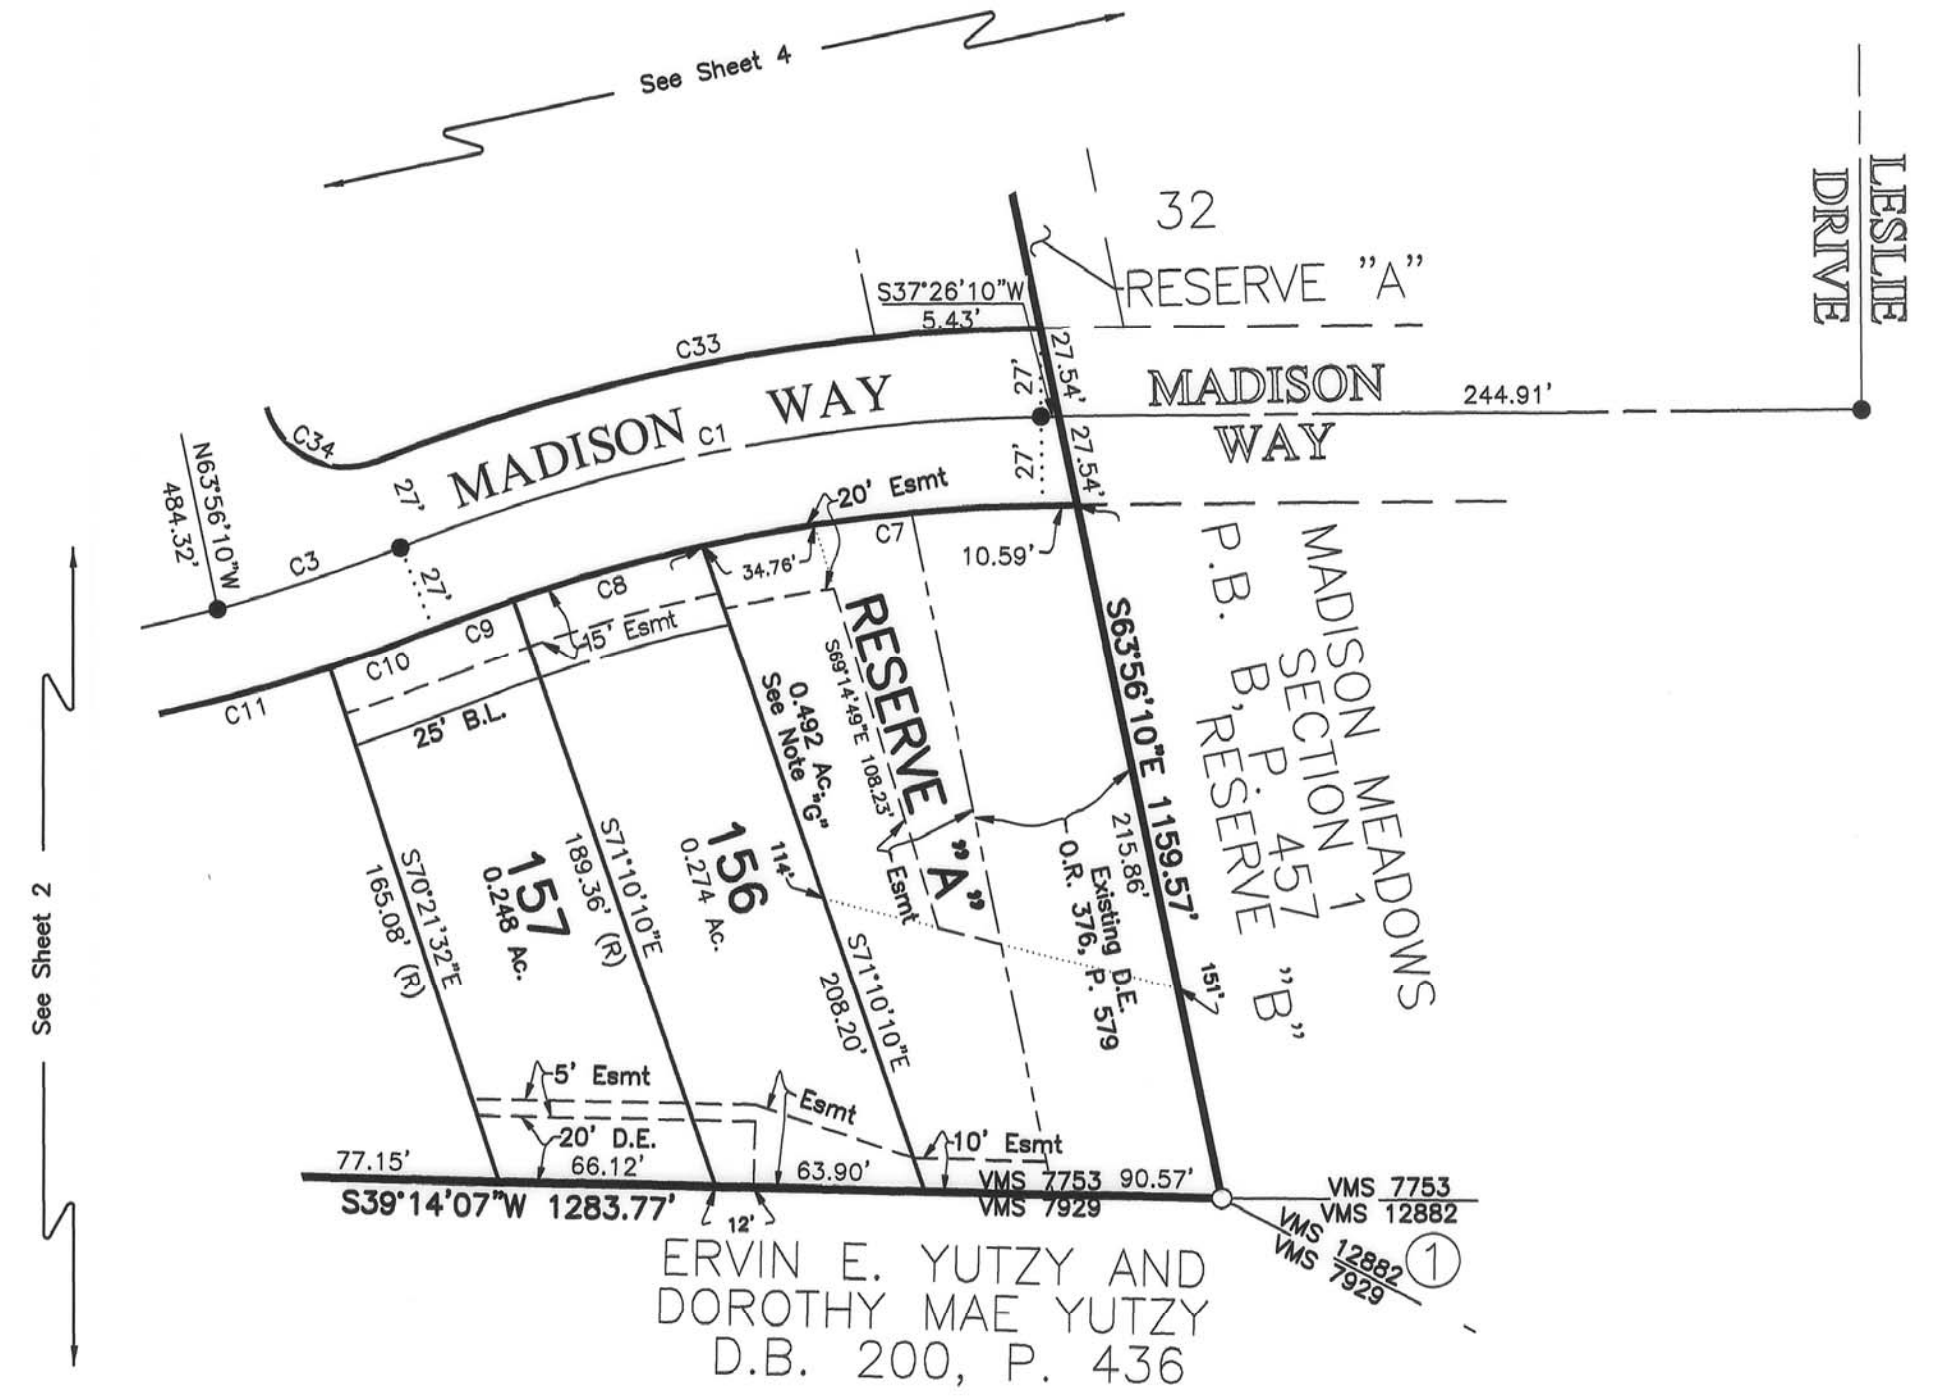 See Sheet 4
LESLIE
DRIVE
32
RESERVE "A"
S37°26'10"W
5.43'
C33
27.54'
27'
MADISON WAY
C1
MADISON
WAY
244.91'
C34
27'
27'
27.54'
N63°56'10"W
484.32'
C3
27'
20' Esmt
C7
10.59'
34.76'
C8
C9
15' Esmt
C10
C11
25' B.L.
RESERVE "A"
S69°14'49"E 108.23'
0.492 Ac.
See Note "G"
Esmt
S63°56'10"E 1159.57'
215.86'
Existing D.E.
O.R. 376, P. 579
151'
MADISON MEADOWS
SECTION 1
P.B. B, P. 457
RESERVE "B"
114'
156
0.274 Ac.
S71°10'10"E
208.20'
S71°10'10"E
189.36' (R)
157
0.248 Ac.
S70°21'32"E
165.08' (R)
See Sheet 2
5' Esmt
Esmt
20' D.E.
10' Esmt
77.15'
66.12'
63.90'
90.57'
VMS 7753
VMS 7929
S39°14'07"W 1283.77'
12'
VMS 7753
VMS 12882
VMS 12882
VMS 7929
1
ERVIN E. YUTZY AND
DOROTHY MAE YUTZY
D.B. 200, P. 436